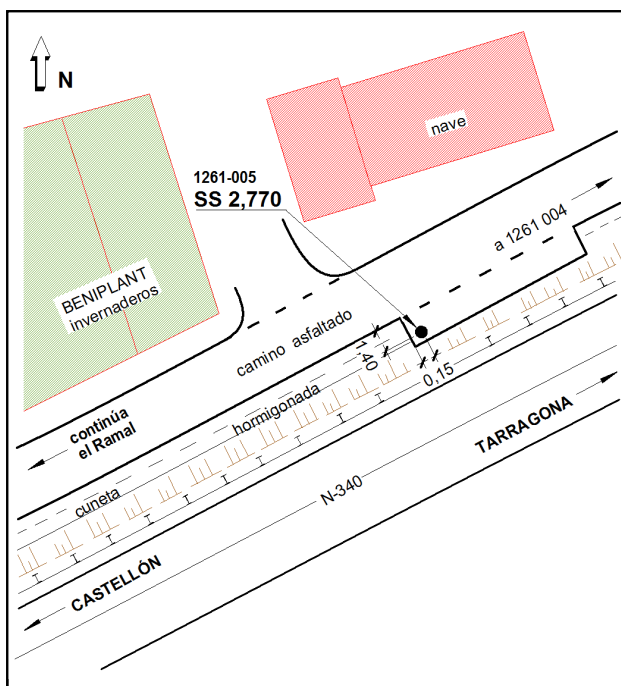 N
nave
1261-005
SS 2,770
a 1261 004
BENIPLANT
invernaderos
camino asfaltado
1,40
0,15
hormigonada
continúa
el Ramal
cuneta
TARRAGONA
N-340
CASTELLÓN